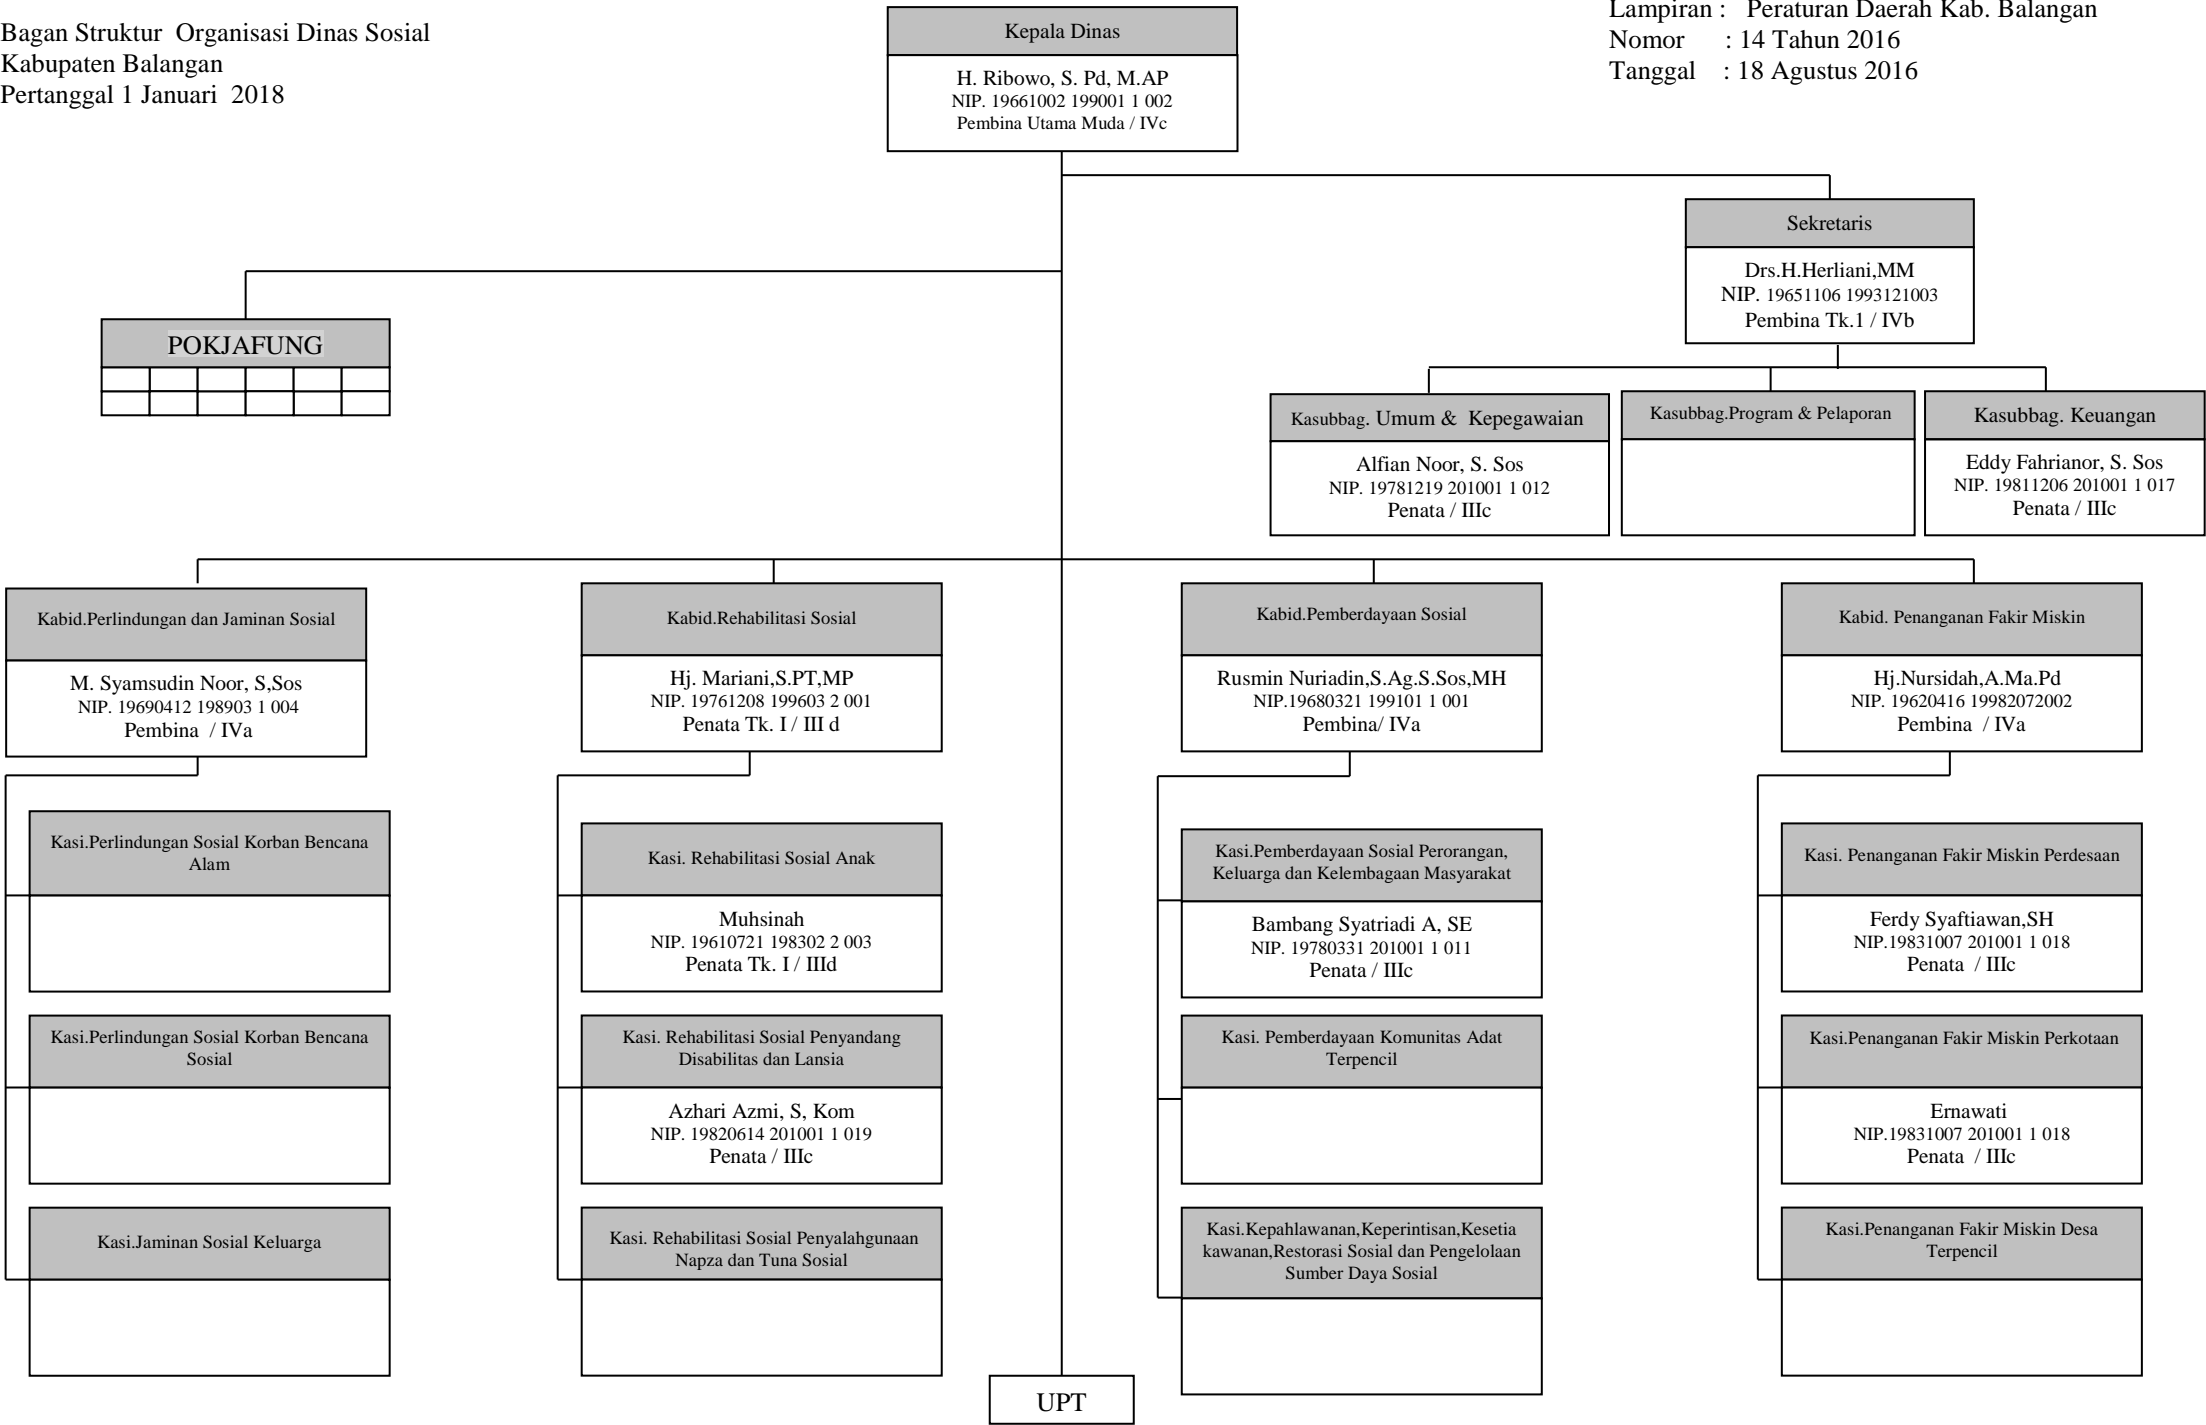 Bagan Struktur Organisasi Dinas Sosial
Kabupaten Balangan
Pertanggal 1 Januari 2018
Lampiran : Peraturan Daerah Kab. Balangan
Nomor : 14 Tahun 2016
Tanggal : 18 Agustus 2016
Kepala Dinas
H. Ribowo, S. Pd, M.AP
NIP. 19661002 199001 1 002
Pembina Utama Muda / IVc
Sekretaris
Drs.H.Herliani,MM
NIP. 19651106 1993121003
Pembina Tk.1 / IVb
POKJAFUNG
Kasubbag. Umum & Kepegawaian
Alfian Noor, S. Sos
NIP. 19781219 201001 1 012
Penata / IIIc
Kasubbag.Program & Pelaporan
Kasubbag. Keuangan
Eddy Fahrianor, S. Sos
NIP. 19811206 201001 1 017
Penata / IIIc
Kabid.Perlindungan dan Jaminan Sosial
M. Syamsudin Noor, S,Sos
NIP. 19690412 198903 1 004
Pembina / IVa
Kabid.Rehabilitasi Sosial
Hj. Mariani,S.PT,MP
NIP. 19761208 199603 2 001
Penata Tk. I / III d
Kabid.Pemberdayaan Sosial
Rusmin Nuriadin,S.Ag.S.Sos,MH
NIP.19680321 199101 1 001
Pembina/ IVa
Kabid. Penanganan Fakir Miskin
Hj.Nursidah,A.Ma.Pd
NIP. 19620416 19982072002
Pembina / IVa
Kasi.Perlindungan Sosial Korban Bencana
Alam
Kasi.Perlindungan Sosial Korban Bencana
Sosial
Kasi.Jaminan Sosial Keluarga
Kasi. Rehabilitasi Sosial Anak
Muhsinah
NIP. 19610721 198302 2 003
Penata Tk. I / IIId
Kasi. Rehabilitasi Sosial Penyandang
Disabilitas dan Lansia
Azhari Azmi, S, Kom
NIP. 19820614 201001 1 019
Penata / IIIc
Kasi. Rehabilitasi Sosial Penyalahgunaan
Napza dan Tuna Sosial
Kasi.Pemberdayaan Sosial Perorangan,
Keluarga dan Kelembagaan Masyarakat
Bambang Syatriadi A, SE
NIP. 19780331 201001 1 011
Penata / IIIc
Kasi. Pemberdayaan Komunitas Adat
Terpencil
Kasi.Kepahlawanan,Keperintisan,Kesetia
kawanan,Restorasi Sosial dan Pengelolaan
Sumber Daya Sosial
Kasi. Penanganan Fakir Miskin Perdesaan
Ferdy Syaftiawan,SH
NIP.19831007 201001 1 018
Penata / IIIc
Kasi.Penanganan Fakir Miskin Perkotaan
Ernawati
NIP.19831007 201001 1 018
Penata / IIIc
Kasi.Penanganan Fakir Miskin Desa
Terpencil
UPT